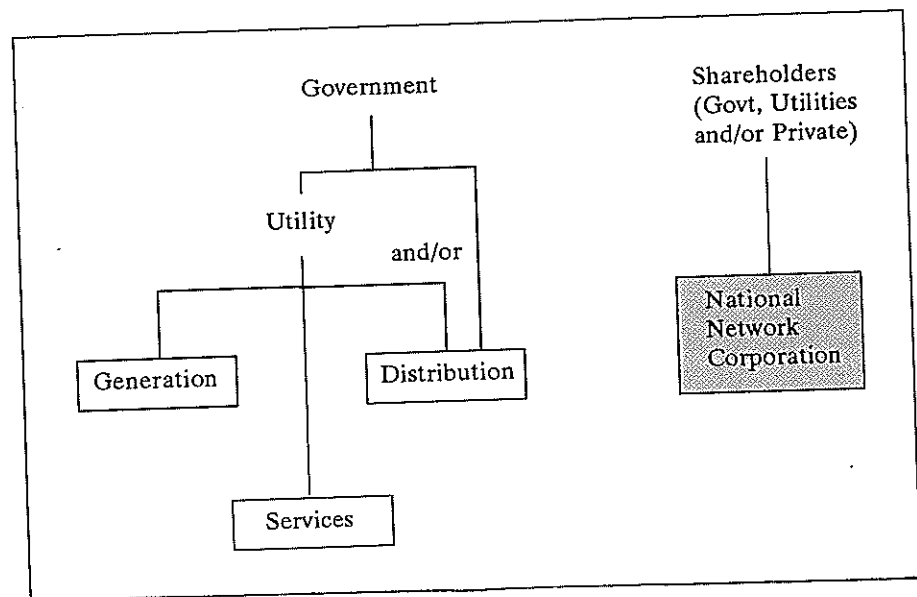 Government
Shareholders
(Govt, Utilities
and/or Private)
Utility
and/or
National
Network
Corporation
Generation
Distribution
Services